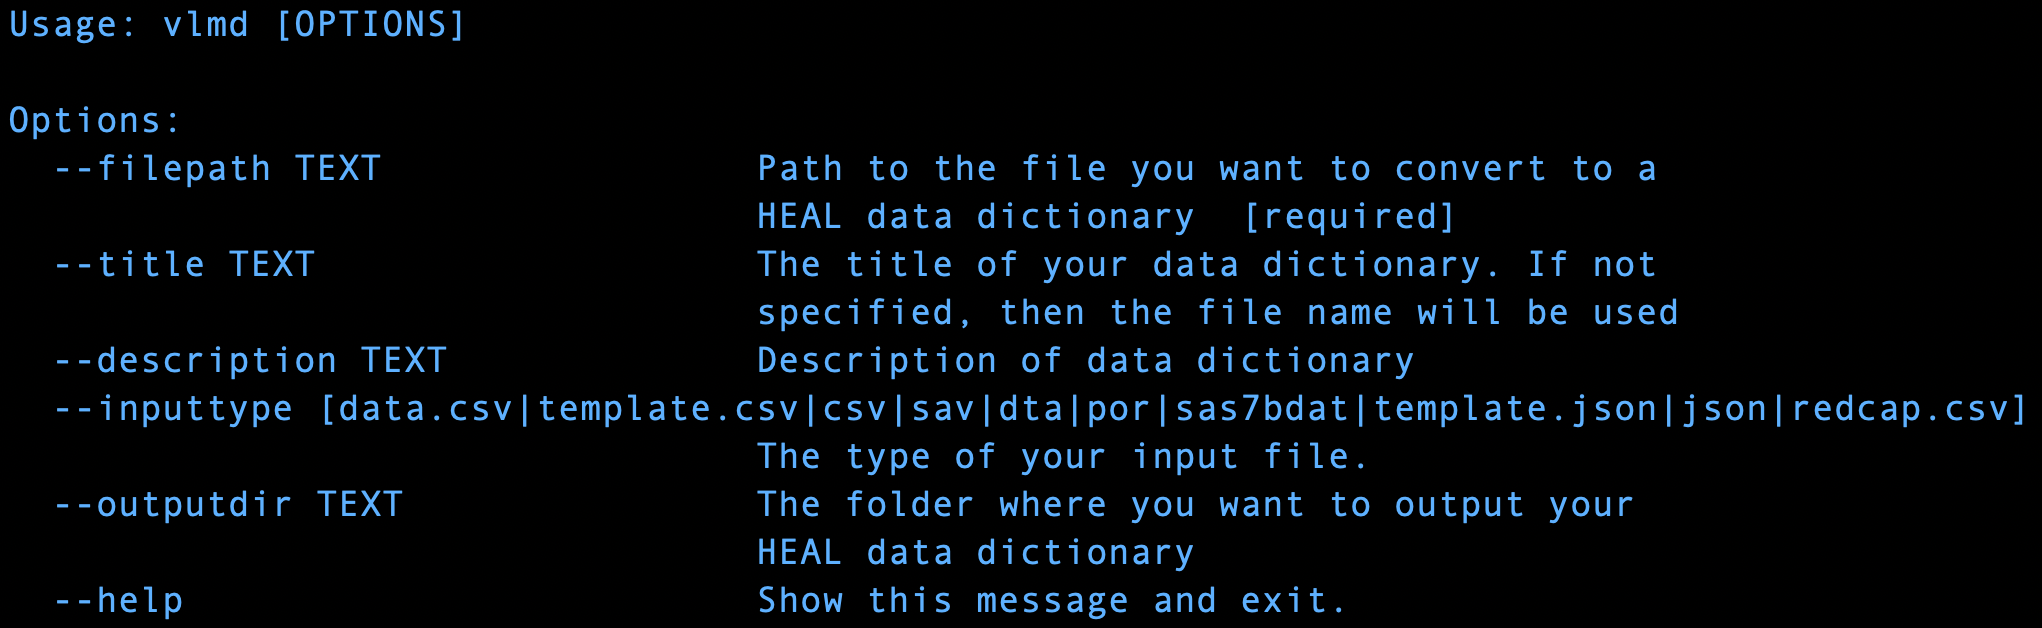 Usage: vlmd [OPTIONS]

Options:
  --filepath TEXT                 Path to the file you want to convert to a
                                  HEAL data dictionary  [required]
  --title TEXT                    The title of your data dictionary. If not
                                  specified, then the file name will be used
  --description TEXT              Description of data dictionary
  --inputtype [data.csv|template.csv|csv|sav|dta|por|sas7bdat|template.json|json|redcap.csv]
                                  The type of your input file.
  --outputdir TEXT                The folder where you want to output your
                                  HEAL data dictionary
  --help                          Show this message and exit.